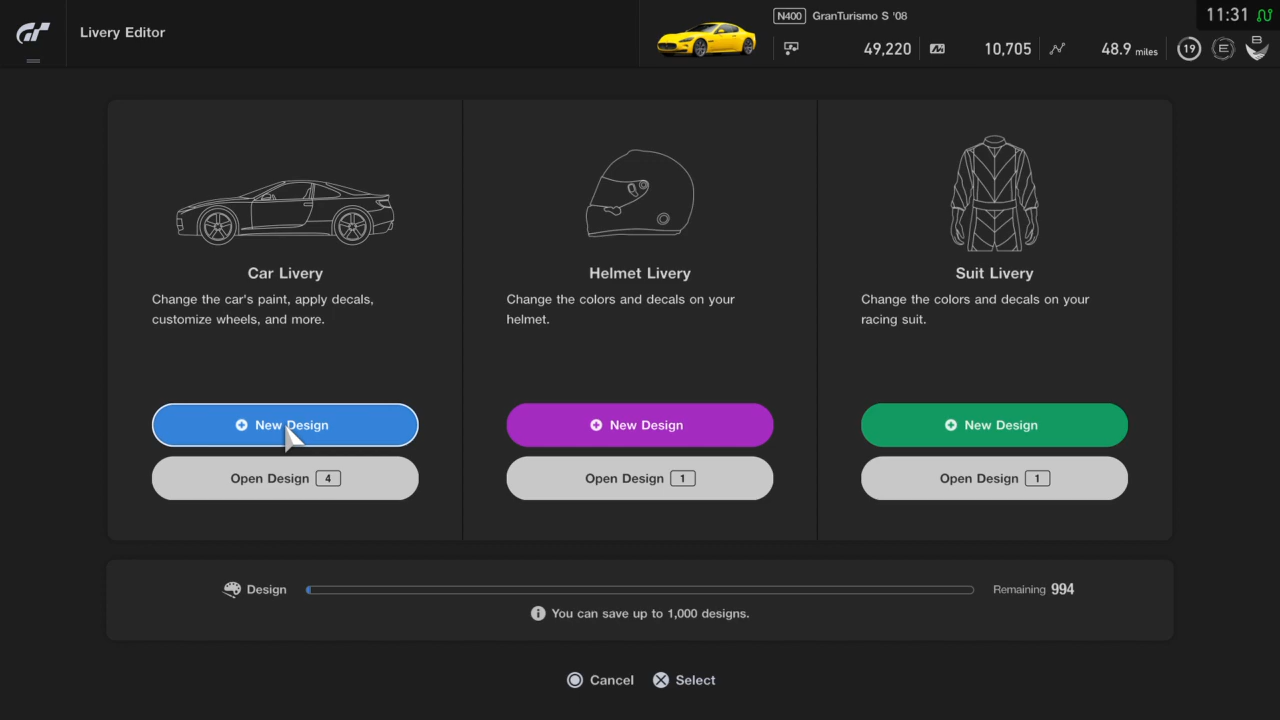 Livery Editor
N400 GranTurismo S '08
11:31
49,220
10,705
48.9 miles
19
E
B
Car Livery
Change the car's paint, apply decals,
customize wheels, and more.
New Design
Open Design 4
Helmet Livery
Change the colors and decals on your
helmet.
New Design
Open Design 1
Suit Livery
Change the colors and decals on your
racing suit.
New Design
Open Design 1
Design
Remaining 994
You can save up to 1,000 designs.
Cancel Select